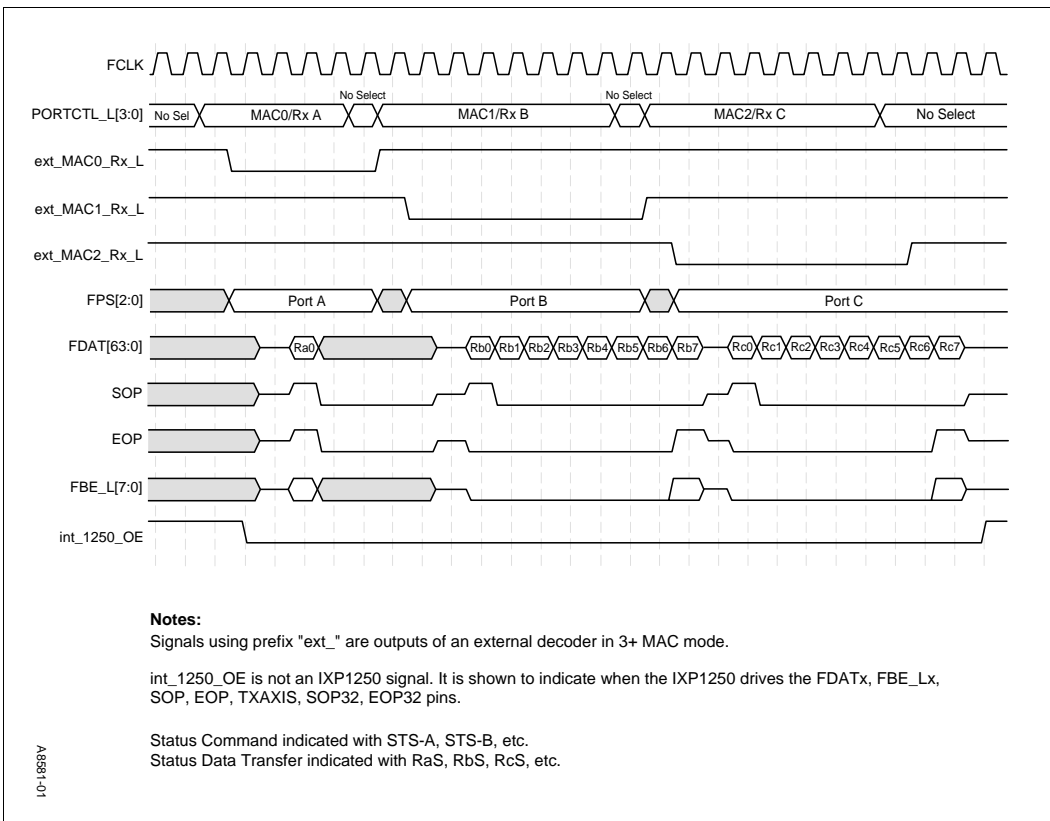 FCLK
No Select No Select
PORTCTL_L[3:0] No Sel MAC0/Rx A MAC1/Rx B MAC2/Rx C No Select
ext_MAC0_Rx_L
ext_MAC1_Rx_L
ext_MAC2_Rx_L
FPS[2:0] Port A Port B Port C
FDAT[63:0] Ra0 Rb0 Rb1 Rb2 Rb3 Rb4 Rb5 Rb6 Rb7 Rc0 Rc1 Rc2 Rc3 Rc4 Rc5 Rc6 Rc7
SOP
EOP
FBE_L[7:0]
int_1250_OE
Notes:
Signals using prefix "ext_" are outputs of an external decoder in 3+ MAC mode.
int_1250_OE is not an IXP1250 signal. It is shown to indicate when the IXP1250 drives the FDATx, FBE_Lx,
SOP, EOP, TXAXIS, SOP32, EOP32 pins.
Status Command indicated with STS-A, STS-B, etc.
Status Data Transfer indicated with RaS, RbS, RcS, etc.
A8581-01